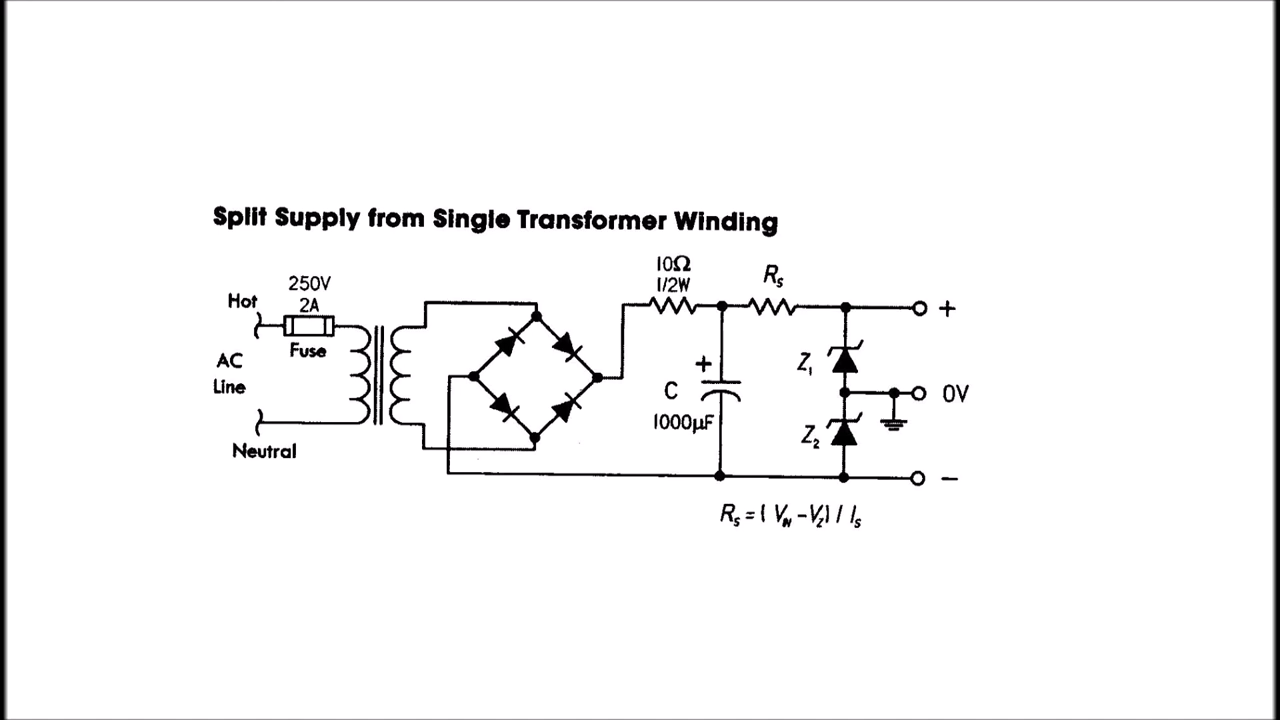 Split Supply from Single Transformer Winding
10Ω
1/2W
Rs
250V
2A
Hot
Fuse
AC
Line
Neutral
+
C
1000µF
Z1
Z2
+
0V
−
Rs = ( VIN − VZ) / Is